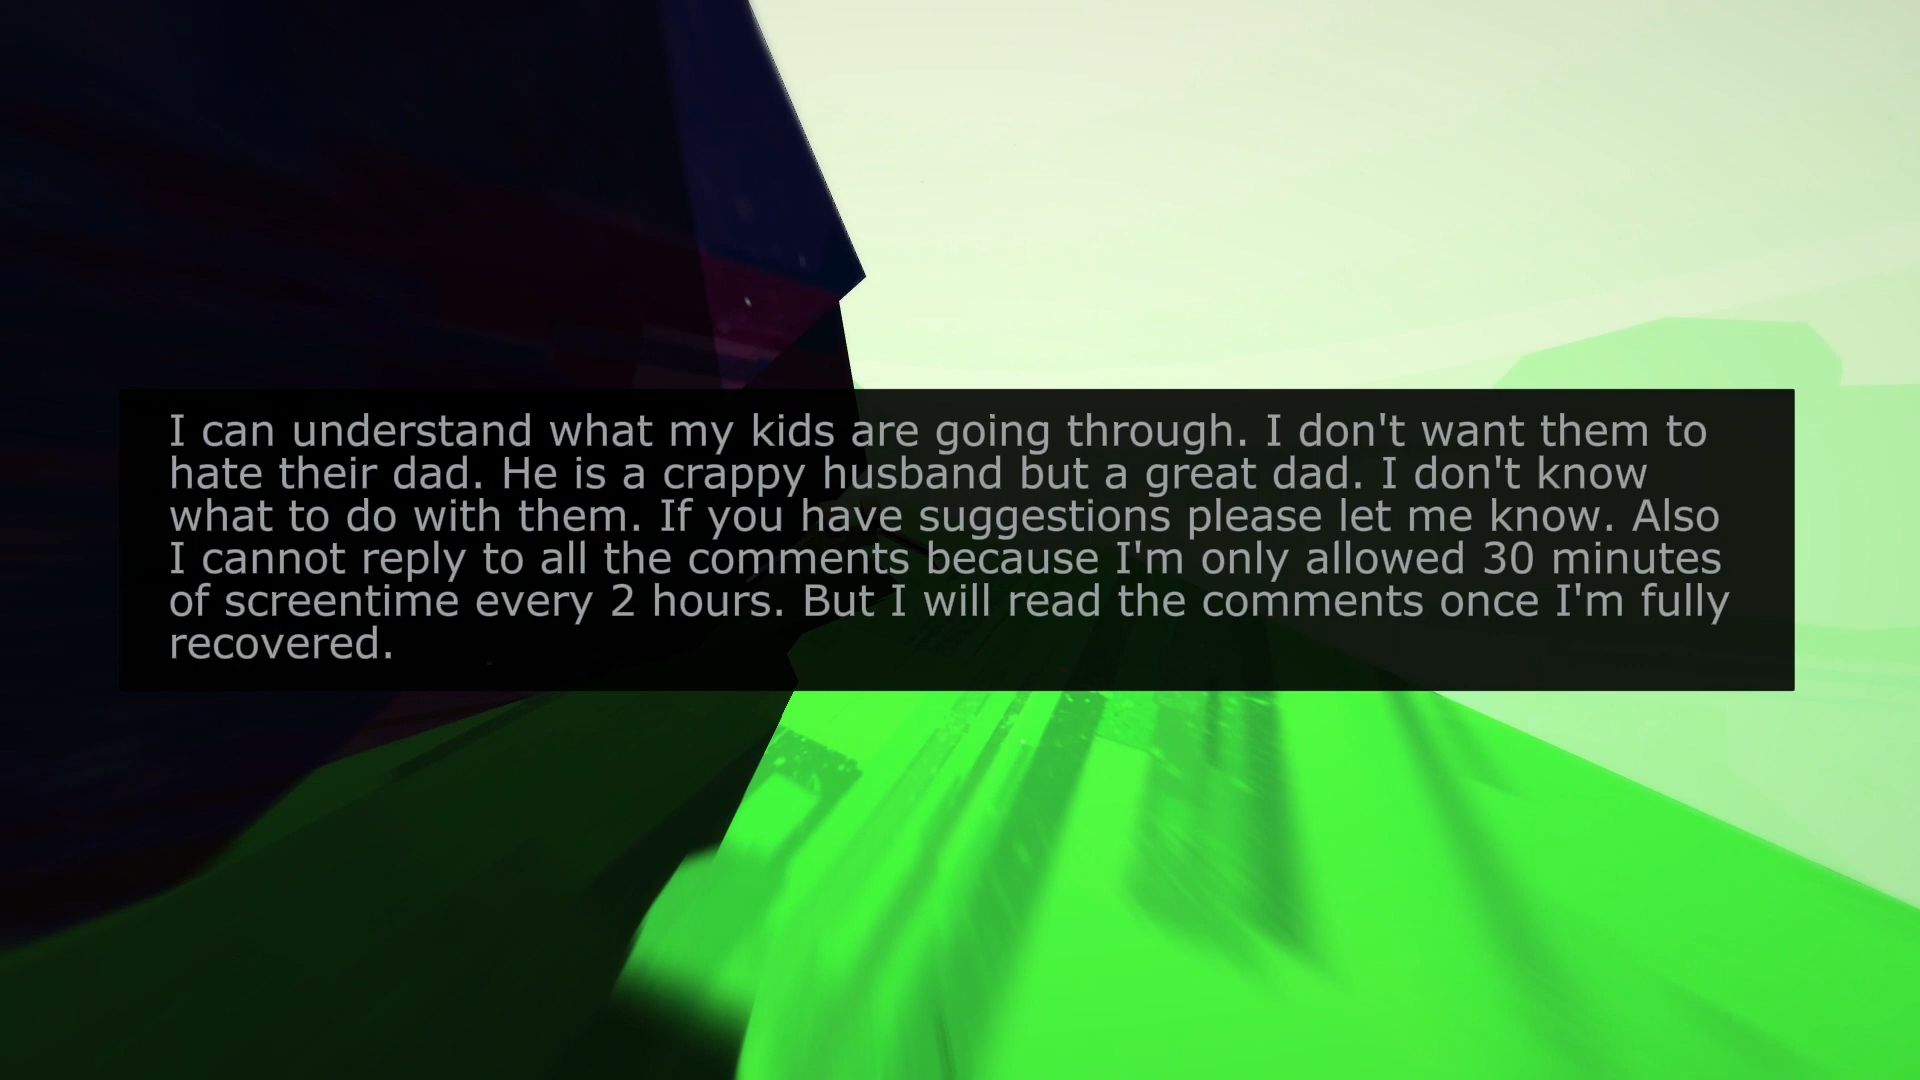 I can understand what my kids are going through. I don't want them to
hate their dad. He is a crappy husband but a great dad. I don't know
what to do with them. If you have suggestions please let me know. Also
I cannot reply to all the comments because I'm only allowed 30 minutes
of screentime every 2 hours. But I will read the comments once I'm fully
recovered.